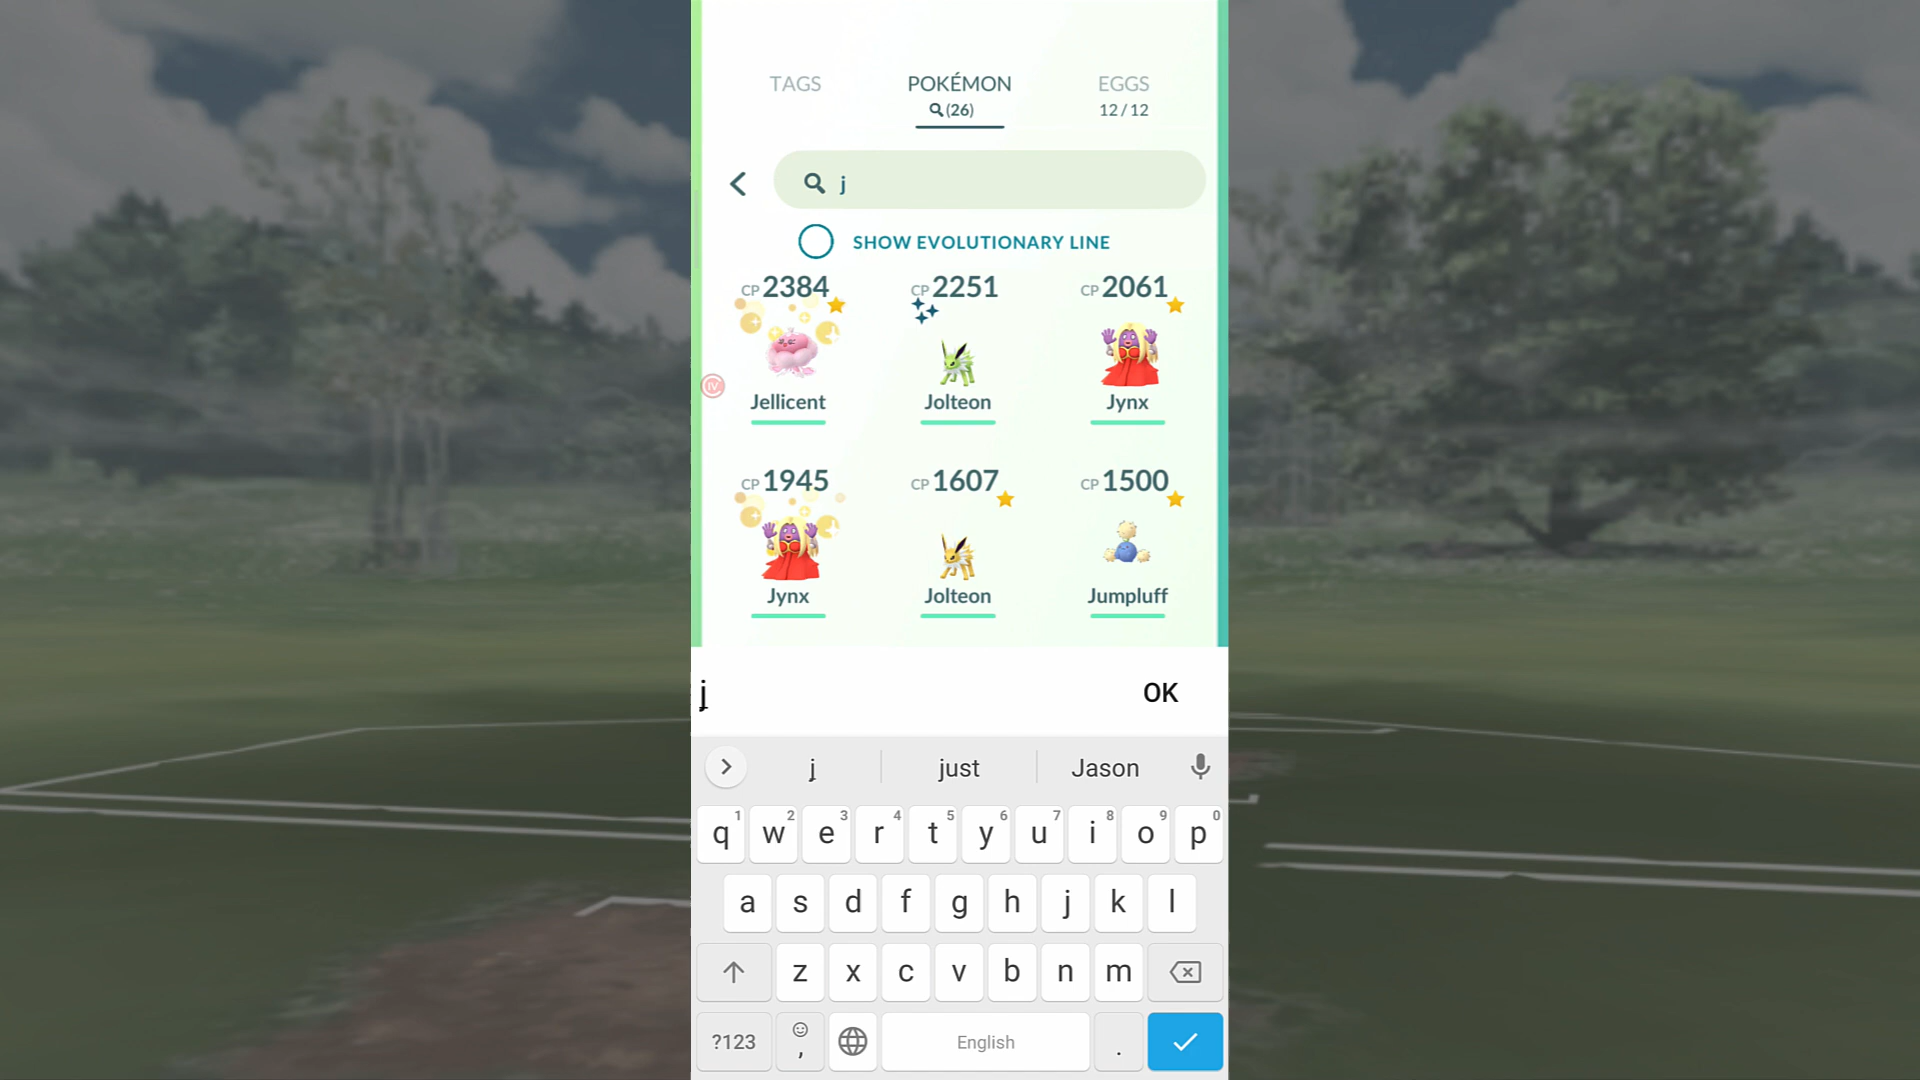 TAGS POKÉMON EGGS
(26) 12 / 12
j
SHOW EVOLUTIONARY LINE
CP 2384 CP 2251 CP 2061
IV
Jellicent Jolteon Jynx
CP 1945 CP 1607 CP 1500
Jynx Jolteon Jumpluff
j OK
j just Jason
q 1 w 2 e 3 r 4 t 5 y 6 u 7 i 8 o 9 p 0
a s d f g h j k l
z x c v b n m
?123 , English .